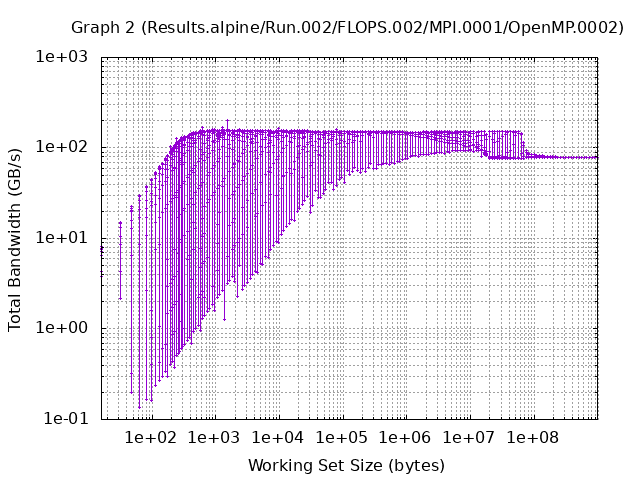 Graph 2 (Results.alpine/Run.002/FLOPS.002/MPI.0001/OpenMP.0002)
1e+03
1e+02
1e+01
1e+00
1e-01
Total Bandwidth (GB/s)
1e+02 1e+03 1e+04 1e+05 1e+06 1e+07 1e+08
Working Set Size (bytes)